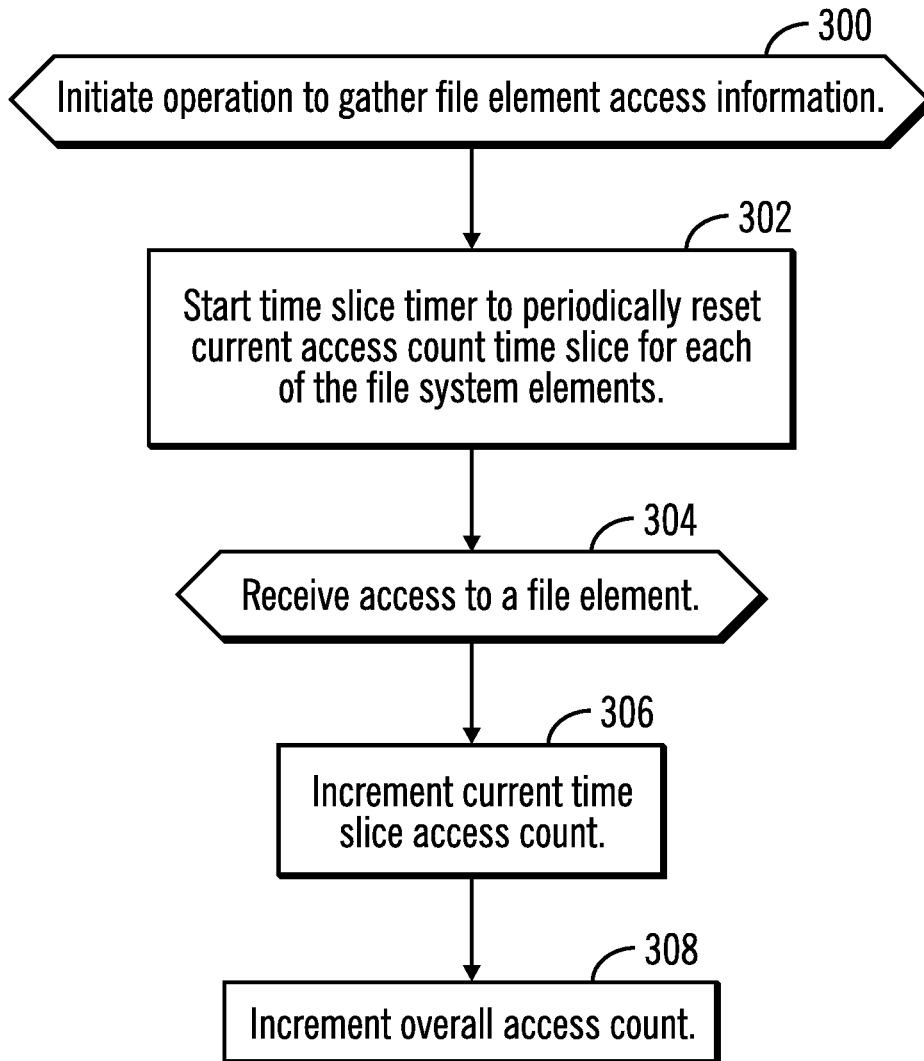 300
Initiate operation to gather file element access information.
302
Start time slice timer to periodically reset
current access count time slice for each
of the file system elements.
304
Receive access to a file element.
306
Increment current time
slice access count.
308
Increment overall access count.